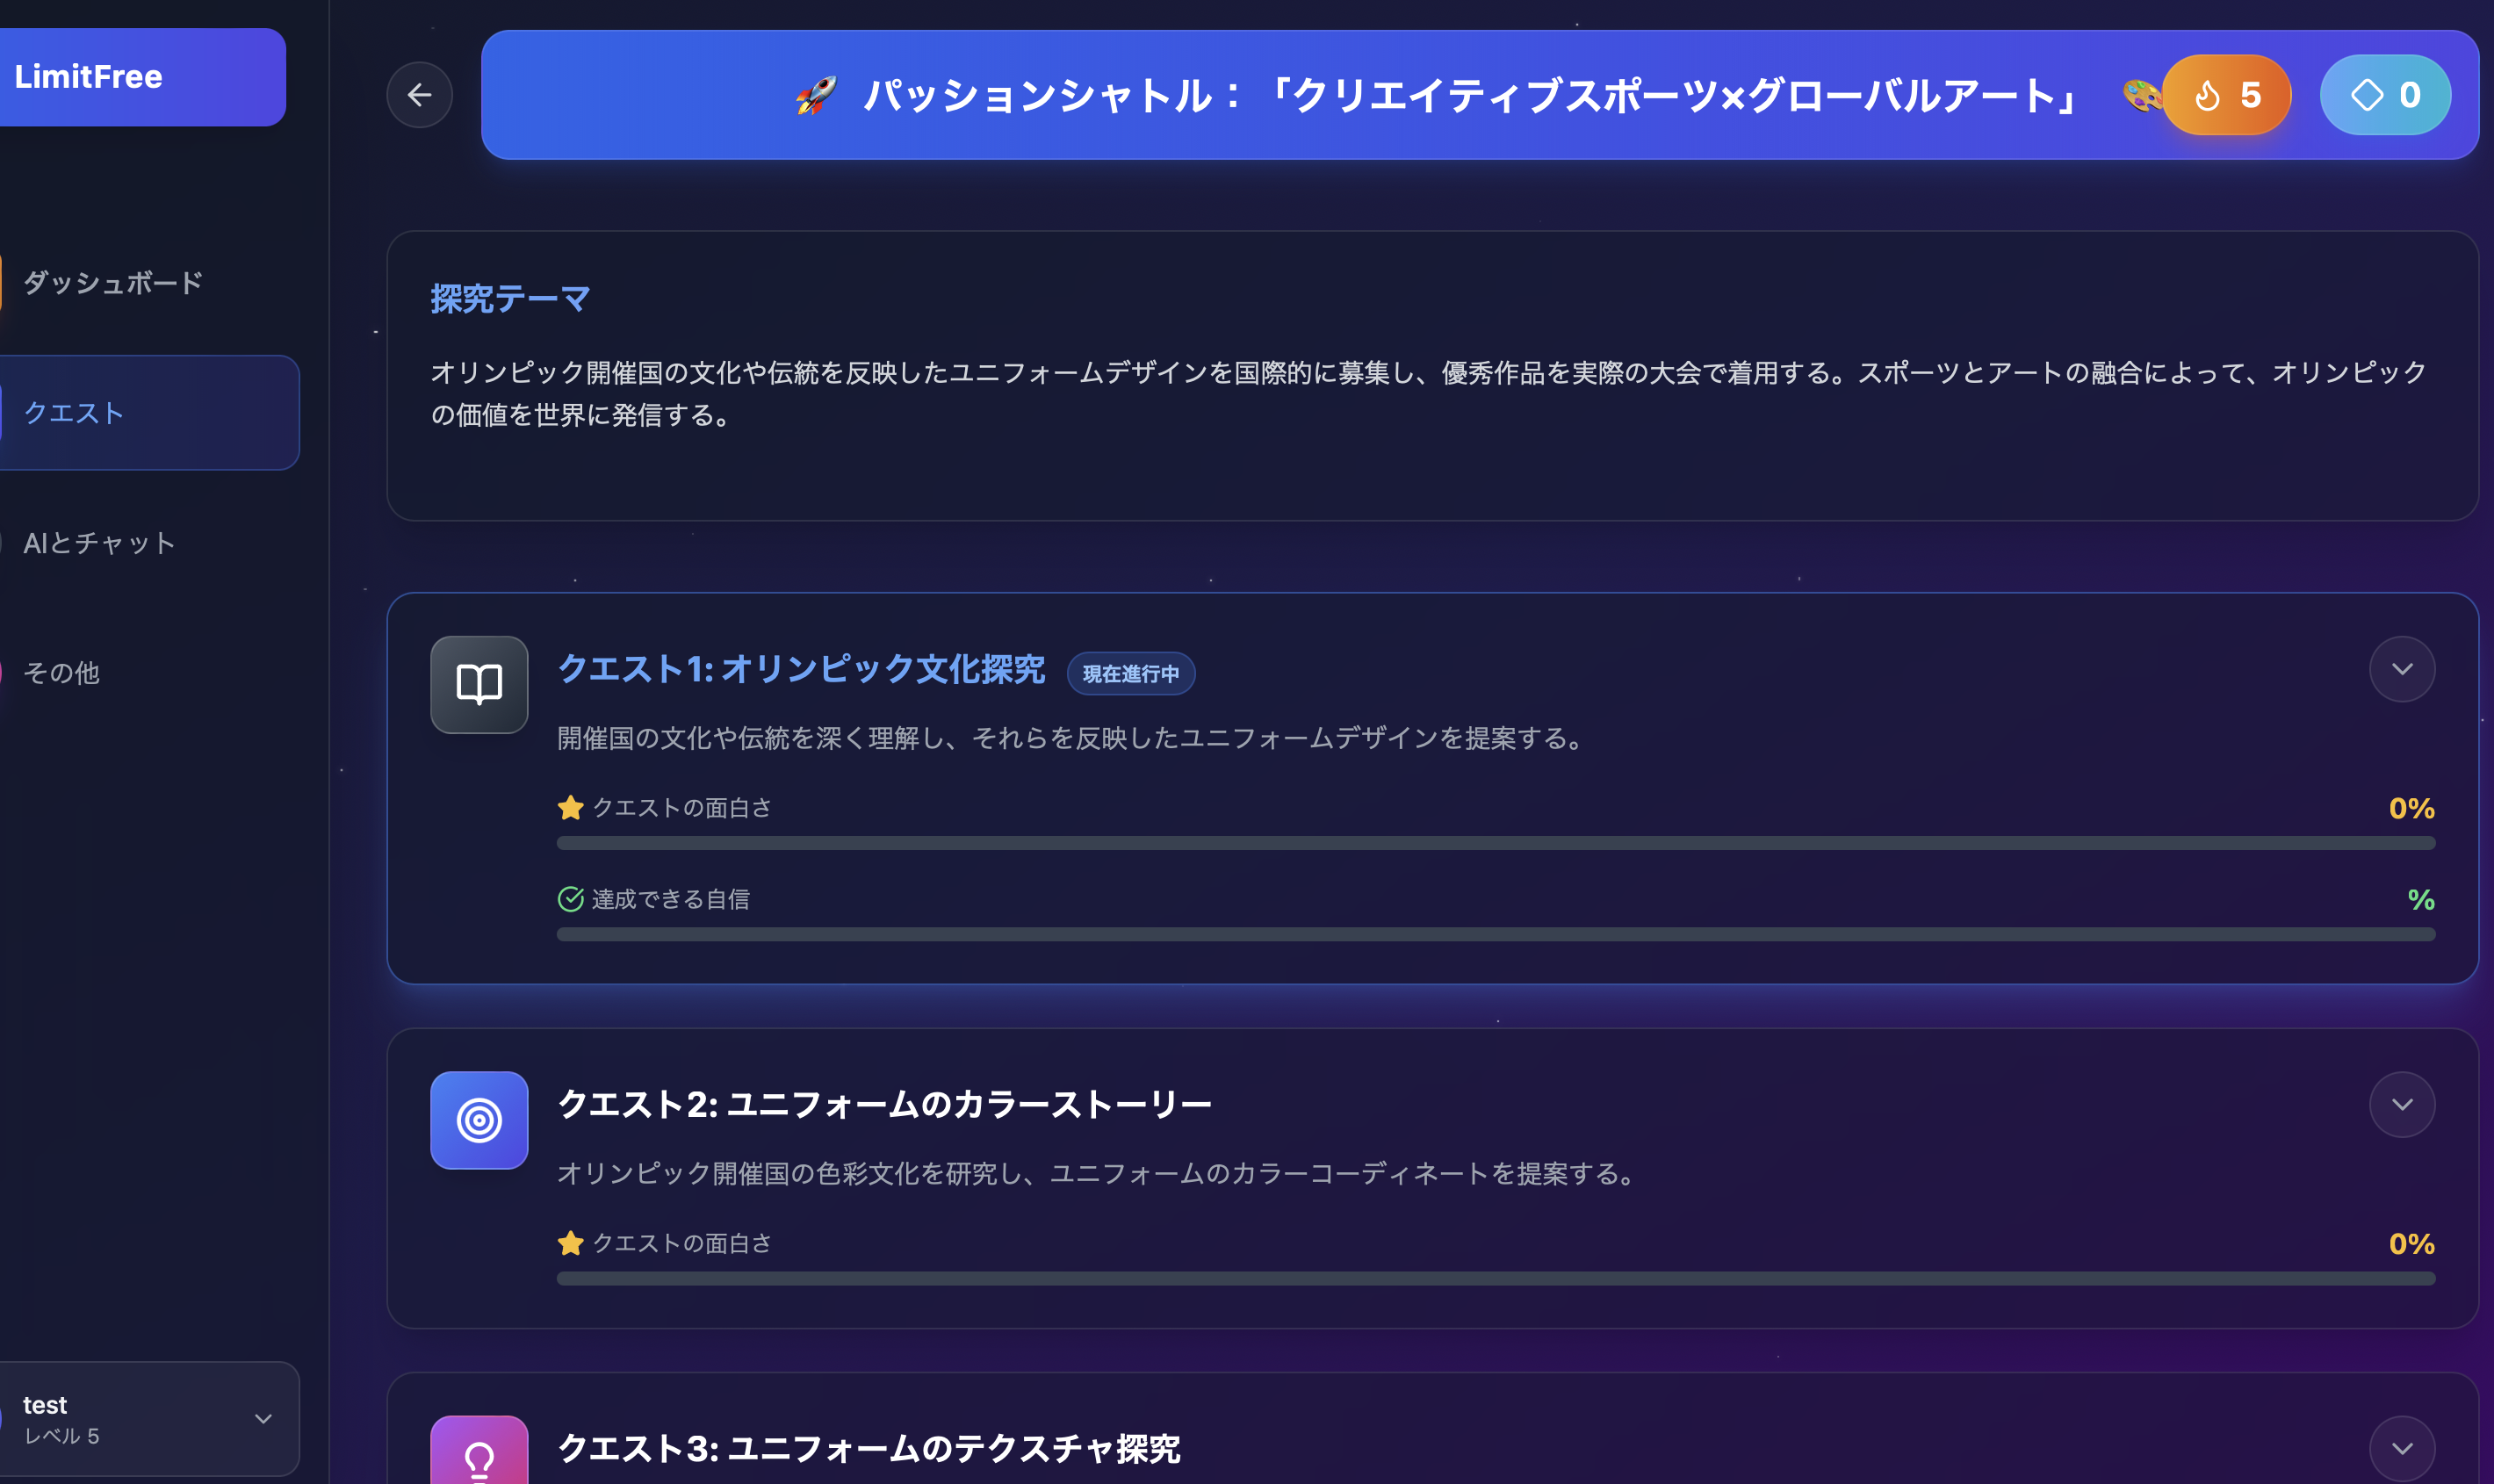 LimitFree
ダッシュボード
クエスト
AIとチャット
その他
test
レベル 5
🚀 パッションシャトル：「クリエイティブスポーツ×グローバルアート」 🎨
5
0
探究テーマ
オリンピック開催国の文化や伝統を反映したユニフォームデザインを国際的に募集し、優秀作品を実際の大会で着用する。スポーツとアートの融合によって、オリンピック
の価値を世界に発信する。
クエスト1: オリンピック文化探究 現在進行中
開催国の文化や伝統を深く理解し、それらを反映したユニフォームデザインを提案する。
クエストの面白さ 0%
達成できる自信 %
クエスト2: ユニフォームのカラーストーリー
オリンピック開催国の色彩文化を研究し、ユニフォームのカラーコーディネートを提案する。
クエストの面白さ 0%
クエスト3: ユニフォームのテクスチャ探究